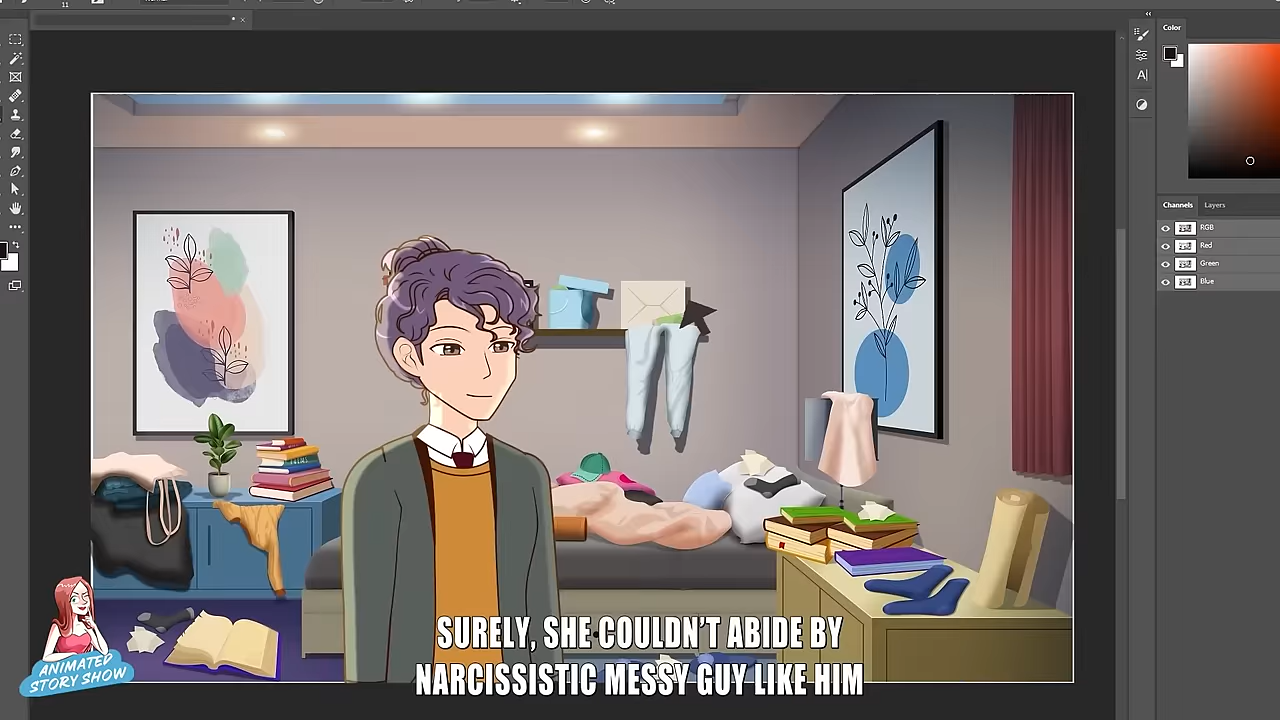 11
Color
A|
Channels
Layers
RGB
Red
Green
Blue
SURELY, SHE COULDN'T ABIDE BY
NARCISSISTIC MESSY GUY LIKE HIM
ANIMATED
STORY SHOW